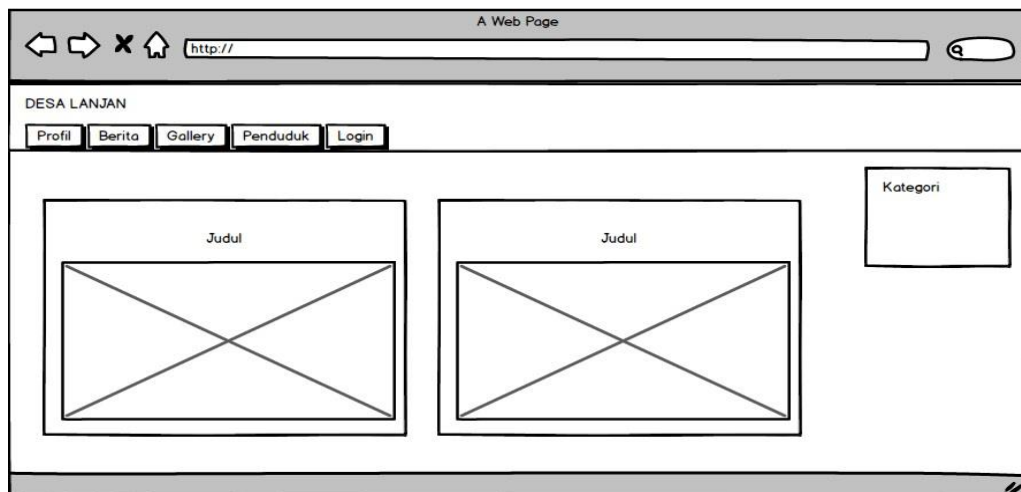 A Web Page
http://
DESA LANJAN
Profil Berita Gallery Penduduk Login
Kategori
Judul Judul